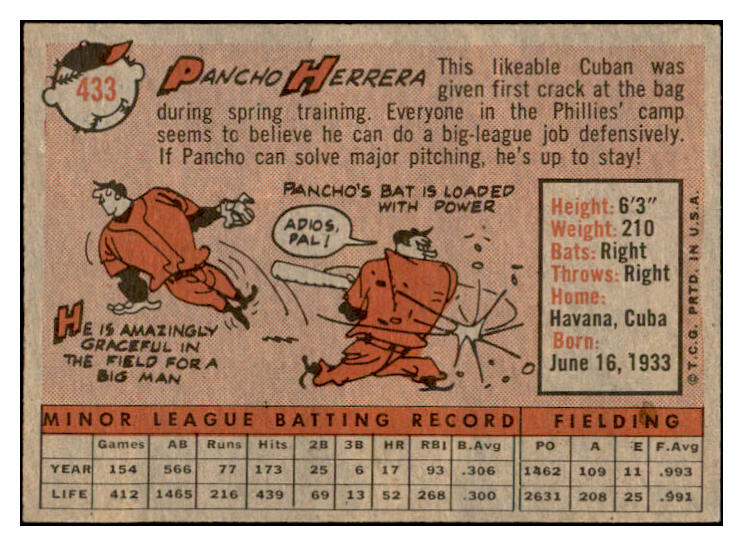 433
PANCHO HERRERA
This likeable Cuban was
given first crack at the bag
during spring training. Everyone in the Phillies' camp
seems to believe he can do a big-league job defensively.
If Pancho can solve major pitching, he's up to stay!
PANCHO'S BAT IS LOADED
WITH POWER
ADIOS,
PAL!
HE IS AMAZINGLY
GRACEFUL IN
THE FIELD FOR A
BIG MAN
Height: 6'3"
Weight: 210
Bats: Right
Throws: Right
Home:
Havana, Cuba
Born:
June 16, 1933
© T.C.G. PRTD. IN U.S.A.
MINOR LEAGUE BATTING RECORD FIELDING
Games AB Runs Hits 2B 3B HR RBI B.Avg PO A E F.Avg
YEAR 154 566 77 173 25 6 17 93 .306 1462 109 11 .993
LIFE 412 1465 216 439 69 13 52 268 .300 2631 208 25 .991